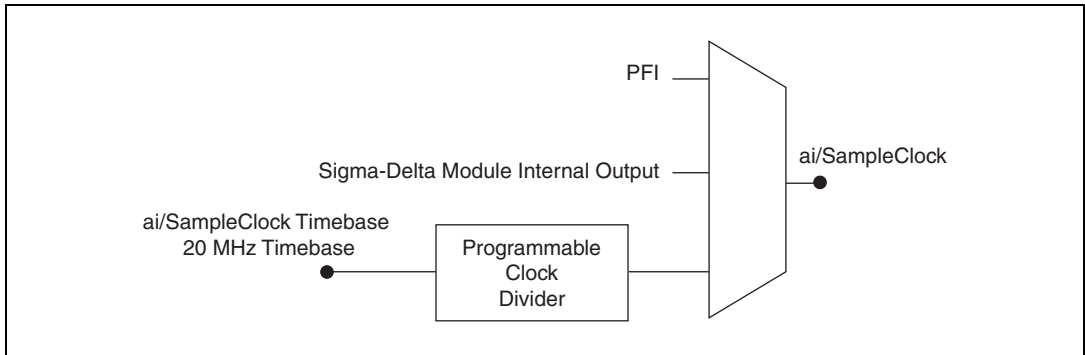 PFI
Sigma-Delta Module Internal Output
ai/SampleClock
ai/SampleClock Timebase
20 MHz Timebase
Programmable
Clock
Divider